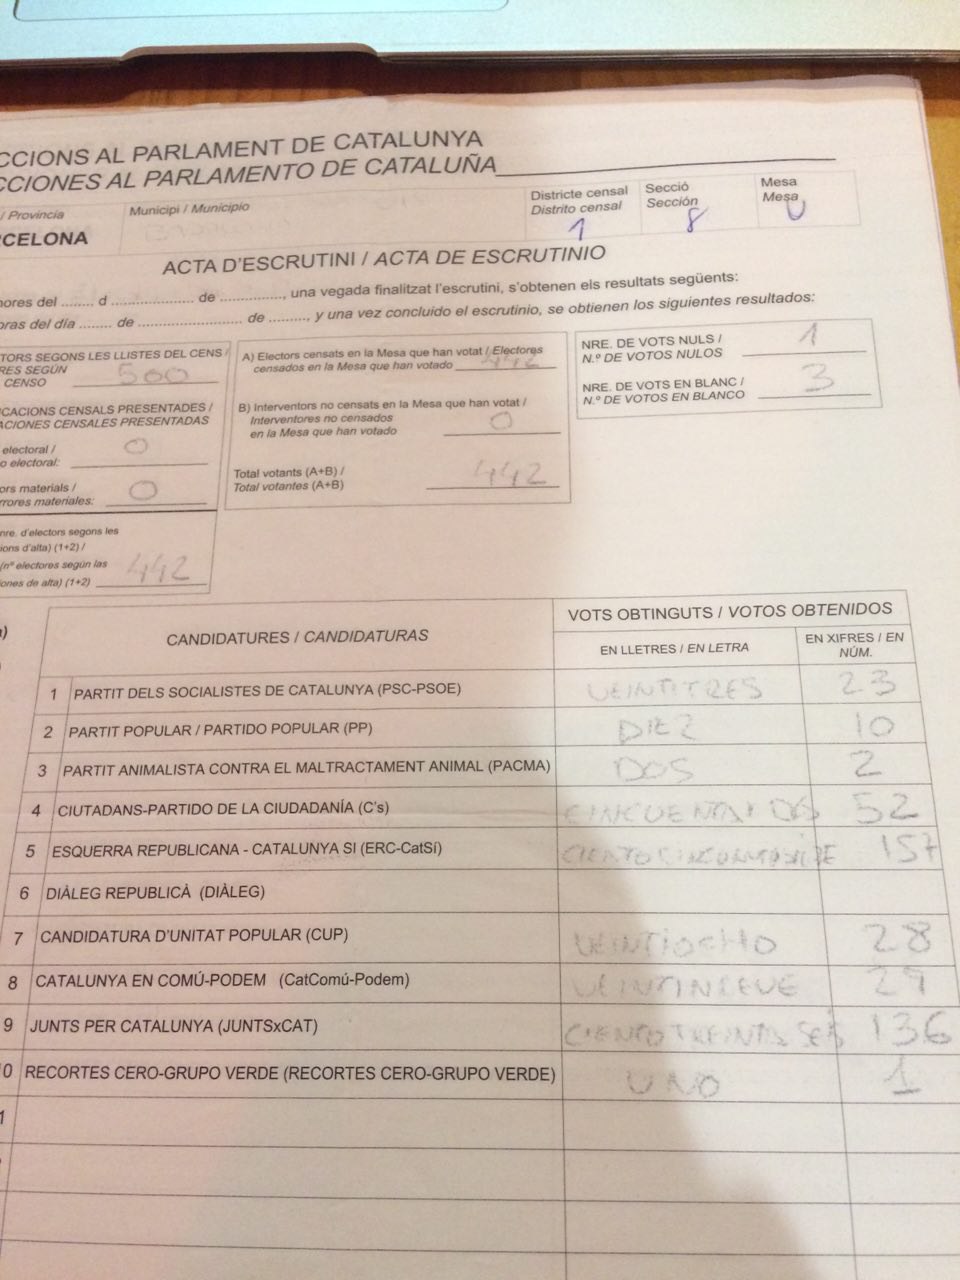 CCIONS AL PARLAMENT DE CATALUNYA
CCIONES AL PARLAMENTO DE CATALUÑA
/ Provincia
RCELONA
Municipi / Municipio
Districte censal
Distrito censal
1
Secció
Sección
8
Mesa
Mesa
U
ACTA D'ESCRUTINI / ACTA DE ESCRUTINIO
hores del ........ d .................... de ................, una vegada finalitzat l'escrutini, s'obtenen els resultats següents:
oras del día ........ de ......................... de ........., y una vez concluido el escrutinio, se obtienen los siguientes resultados:
TORS SEGONS LES LLISTES DEL CENS /
RES SEGÚN
CENSO 500
ICACIONS CENSALS PRESENTADES /
ACIONES CENSALES PRESENTADAS
electoral /
o electoral: 0
ors materials /
rrores materiales: 0
nre. d'electors segons les
ions d'alta) (1+2) /
(nº electores según las
iones de alta) (1+2) 442
A) Electors censats en la Mesa que han votat / Electores
censados en la Mesa que han votado 442
B) Interventors no censats en la Mesa que han votat /
Interventores no censados
en la Mesa que han votado 0
Total votants (A+B) /
Total votantes (A+B) 442
NRE. DE VOTS NULS /
N.º DE VOTOS NULOS 1
NRE. DE VOTS EN BLANC /
N.º DE VOTOS EN BLANCO 3
CANDIDATURES / CANDIDATURAS
VOTS OBTINGUTS / VOTOS OBTENIDOS
EN LLETRES / EN LETRA
EN XIFRES / EN
NÚM.
1 PARTIT DELS SOCIALISTES DE CATALUNYA (PSC-PSOE) VEINTITRES 23
2 PARTIT POPULAR / PARTIDO POPULAR (PP) DIEZ 10
3 PARTIT ANIMALISTA CONTRA EL MALTRACTAMENT ANIMAL (PACMA) DOS 2
4 CIUTADANS-PARTIDO DE LA CIUDADANÍA (C's) CINCUENTA Y DOS 52
5 ESQUERRA REPUBLICANA - CATALUNYA SI (ERC-CatSí) CIENTO 157
6 DIÀLEG REPUBLICÀ (DIÀLEG)
7 CANDIDATURA D'UNITAT POPULAR (CUP) VEINTIOCHO 28
8 CATALUNYA EN COMÚ-PODEM (CatComú-Podem) VEINTINUEVE 29
9 JUNTS PER CATALUNYA (JUNTSxCAT) CIENTO TREINTA SEIS 136
10 RECORTES CERO-GRUPO VERDE (RECORTES CERO-GRUPO VERDE) UNO 1